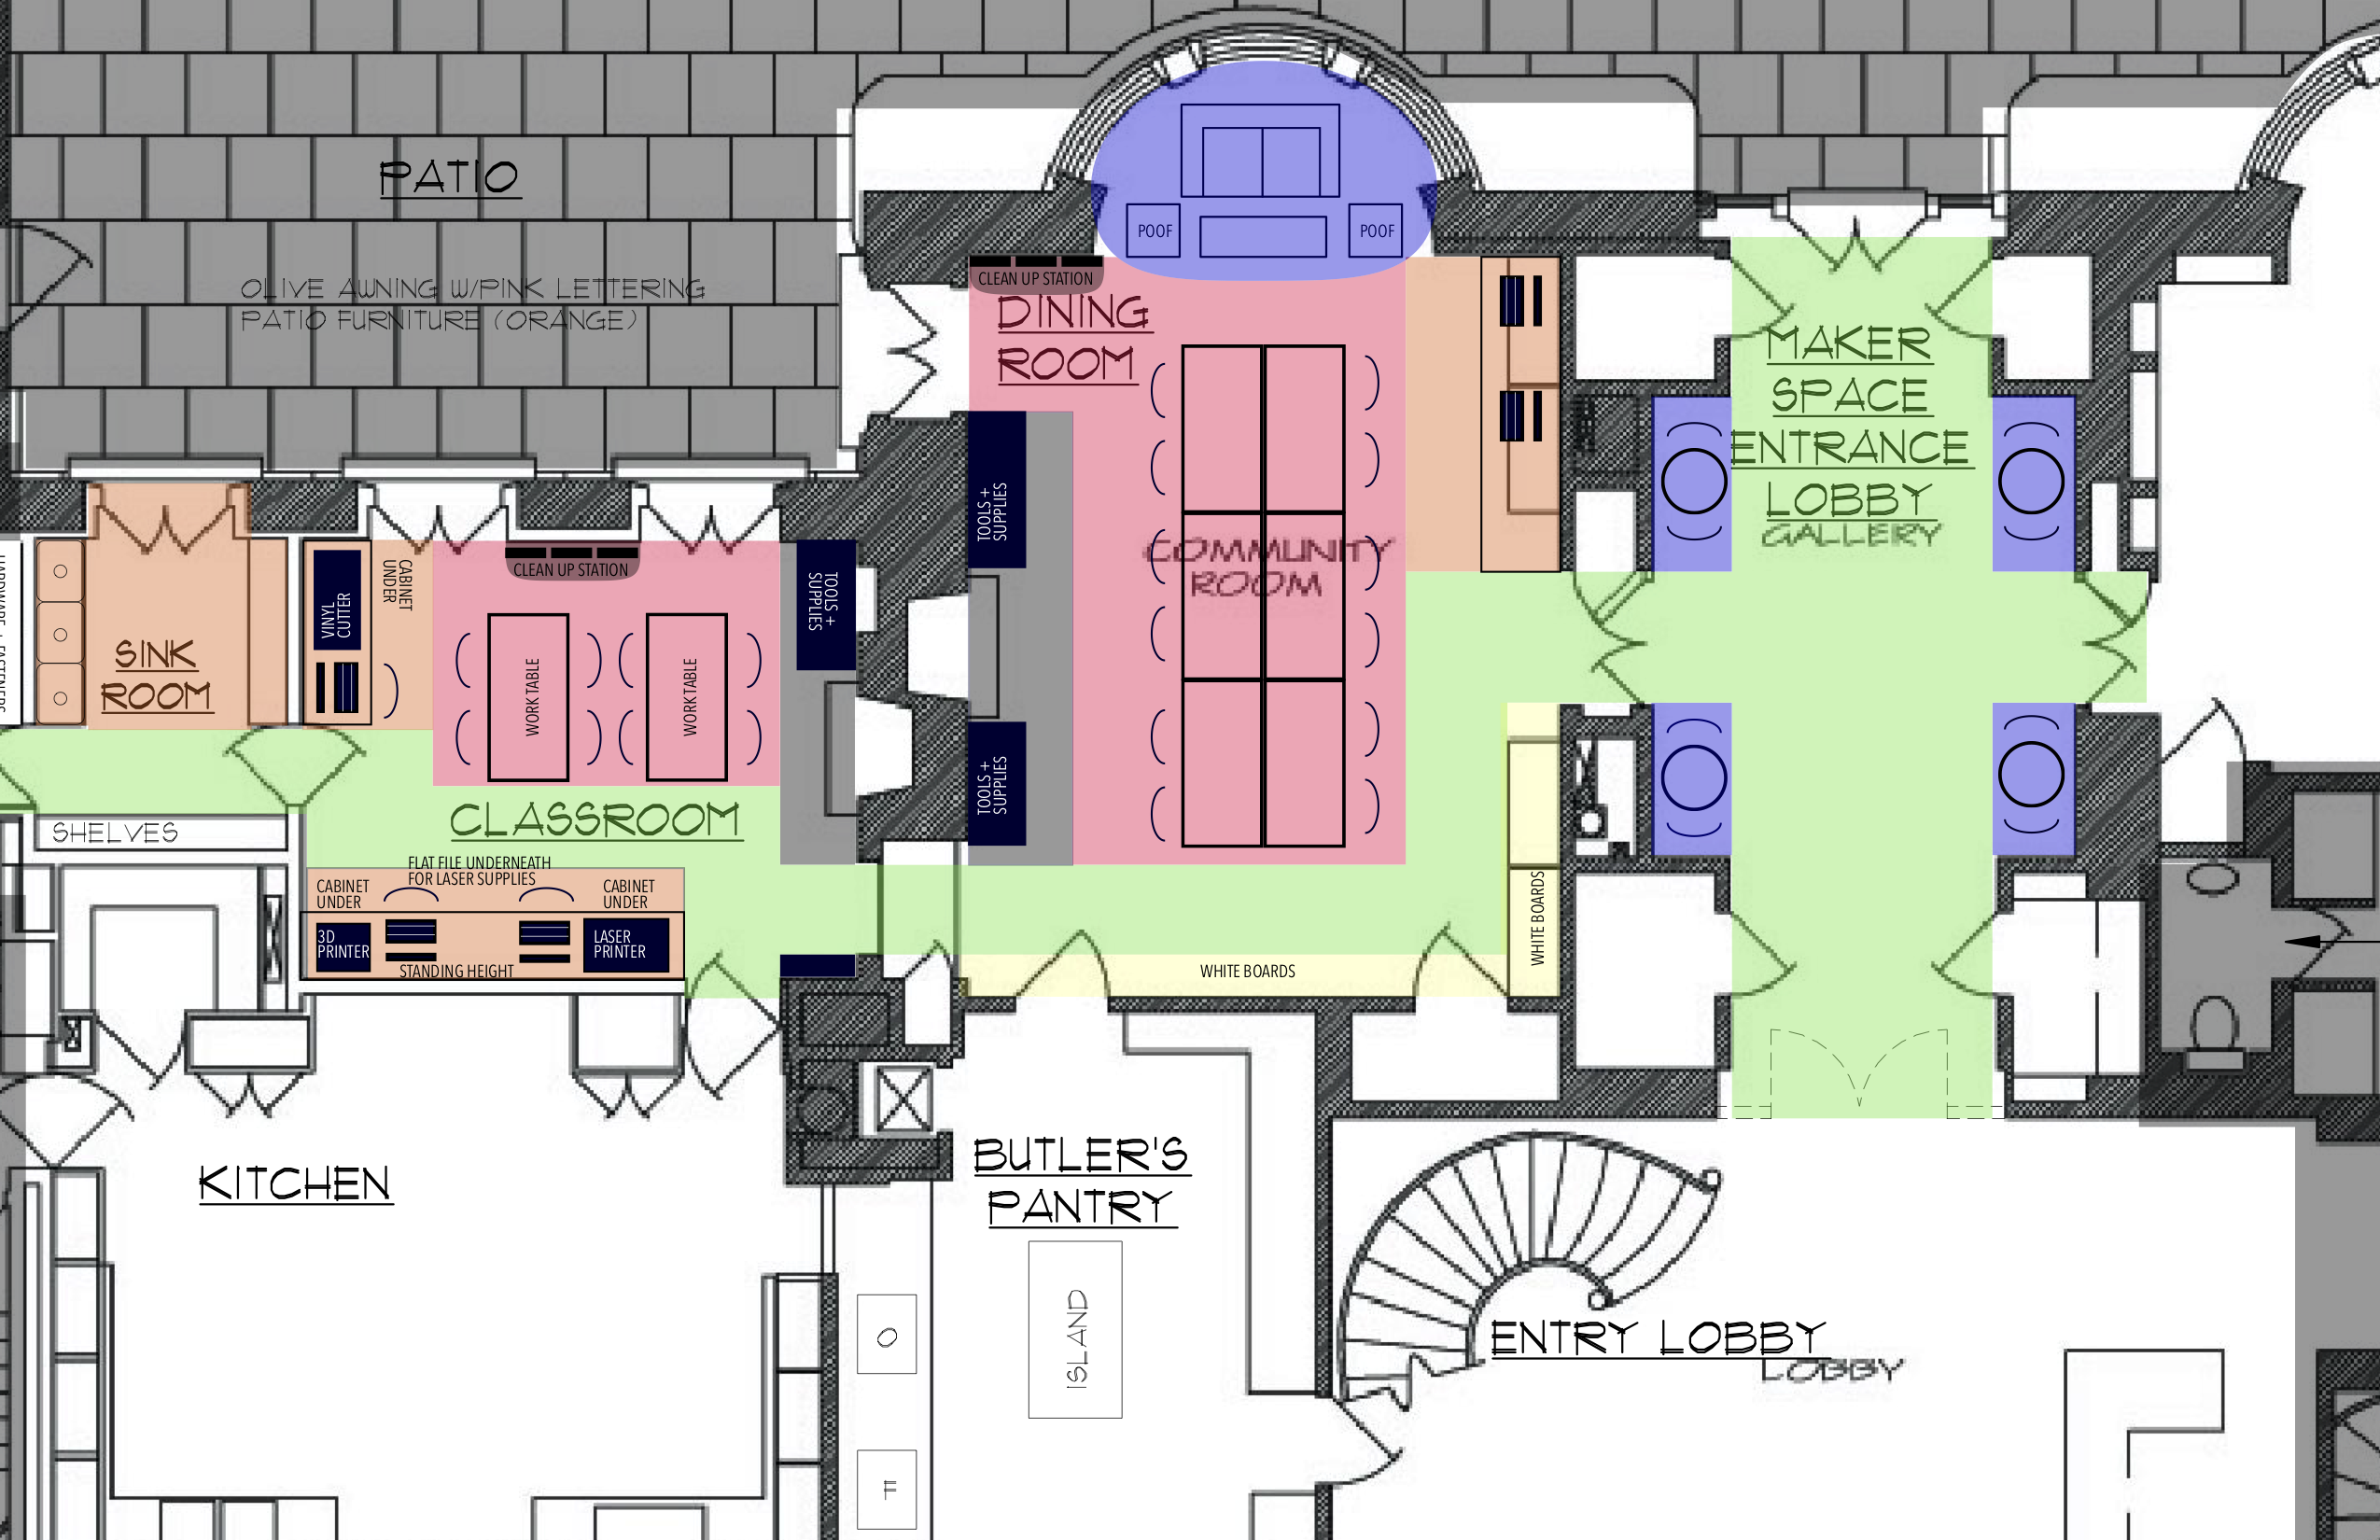 PATIO
OLIVE AWNING W/PINK LETTERING
PATIO FURNITURE (ORANGE)
POOF
POOF
CLEAN UP STATION
DINING
ROOM
MAKER
SPACE
ENTRANCE
LOBBY
GALLERY
TOOLS +
SUPPLIES
COMMUNITY
ROOM
HARDWARE + FASTENERS
SINK
ROOM
VINYL
CUTTER
CABINET
UNDER
CLEAN UP STATION
WORK TABLE
WORK TABLE
TOOLS +
SUPPLIES
TOOLS +
SUPPLIES
SHELVES
CLASSROOM
FLAT FILE UNDERNEATH
FOR LASER SUPPLIES
CABINET
UNDER
CABINET
UNDER
3D
PRINTER
LASER
PRINTER
STANDING HEIGHT
WHITE BOARDS
WHITE BOARDS
KITCHEN
BUTLER'S
PANTRY
ISLAND
O
F
ENTRY LOBBY
LOBBY